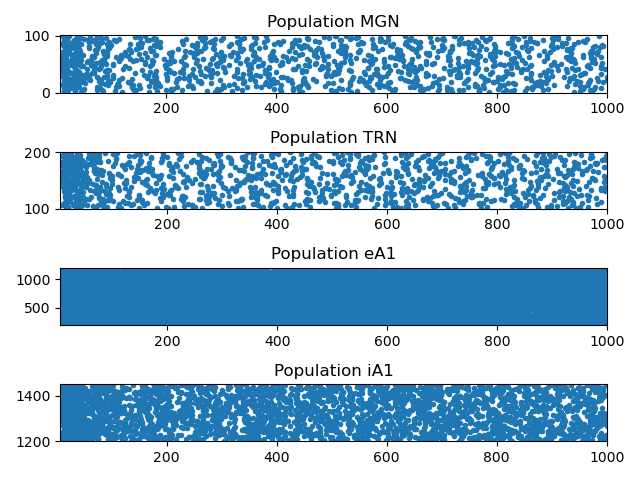 Population MGN
100
0
200 400 600 800 1000
Population TRN
200
100
200 400 600 800 1000
Population eA1
1000
500
200 400 600 800 1000
Population iA1
1400
1200
200 400 600 800 1000